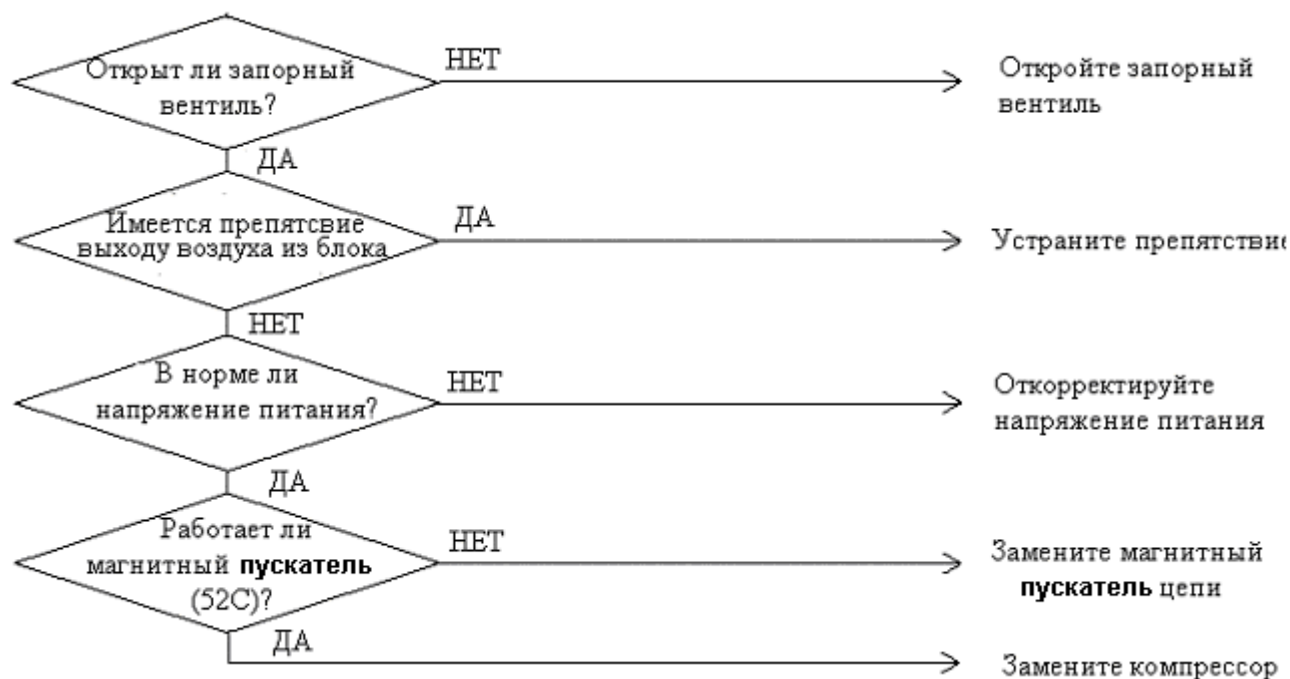 Открыт ли запорный
вентиль?
НЕТ
Откройте запорный
вентиль
ДА
Имеется препятсвие
выходу воздуха из блока
ДА
Устраните препятствие
НЕТ
В норме ли
напряжение питания?
НЕТ
Откорректируйте
напряжение питания
ДА
Работает ли
магнитный пускатель
(52С)?
НЕТ
Замените магнитный
пускатель цепи
ДА
Замените компрессор